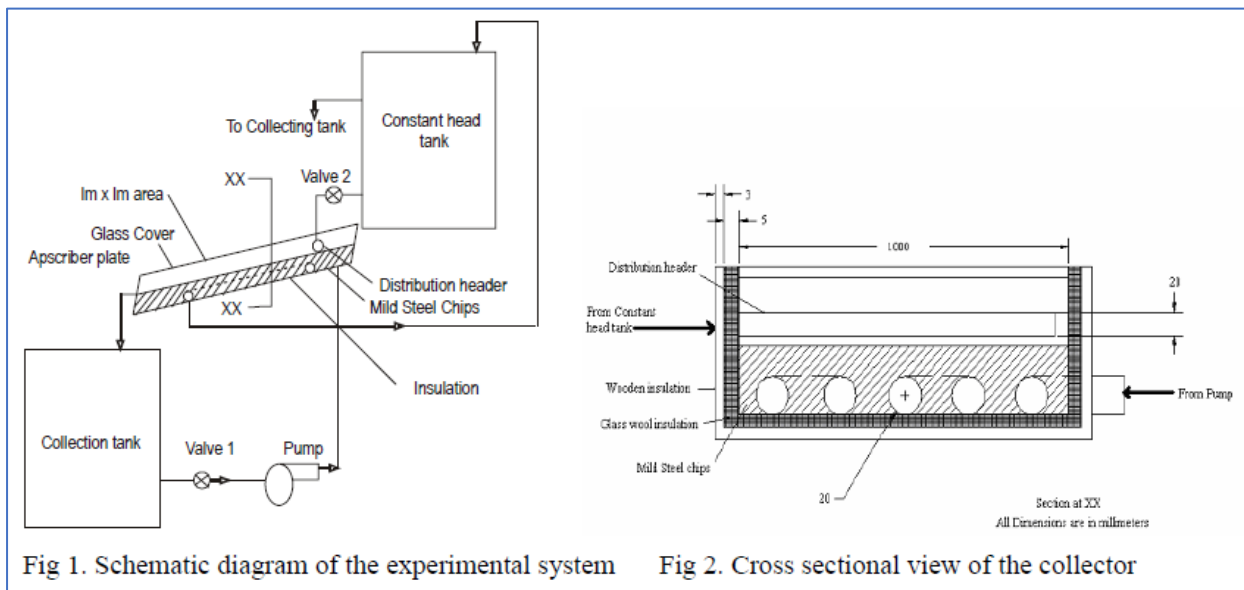 To Collecting tank
Constant head
tank
XX
Valve 2
Im x Im area
Glass Cover
Apscriber plate
Distribution header
XX
Mild Steel Chips
Insulation
Collection tank
Valve 1
Pump
Fig 1. Schematic diagram of the experimental system
3
5
1000
Distribution header
20
From Constant
head tank
Wooden insulation
From Pump
Glass wool insulation
Mild Steel chips
20
Section at XX
All Dimensions are in millimeters
Fig 2. Cross sectional view of the collector